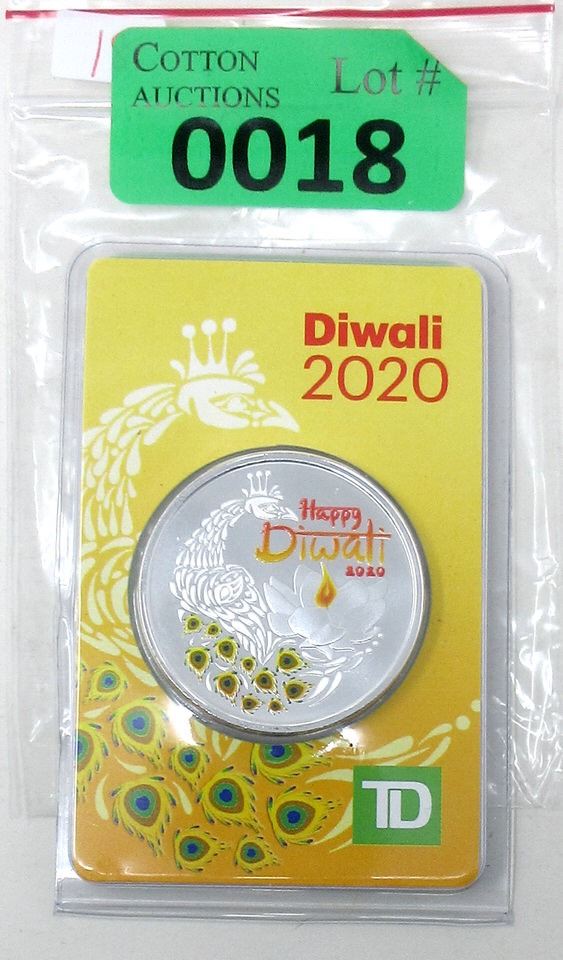 COTTON
AUCTIONS
Lot #
0018
Diwali
2020
Happy
Diwali
2020
TD